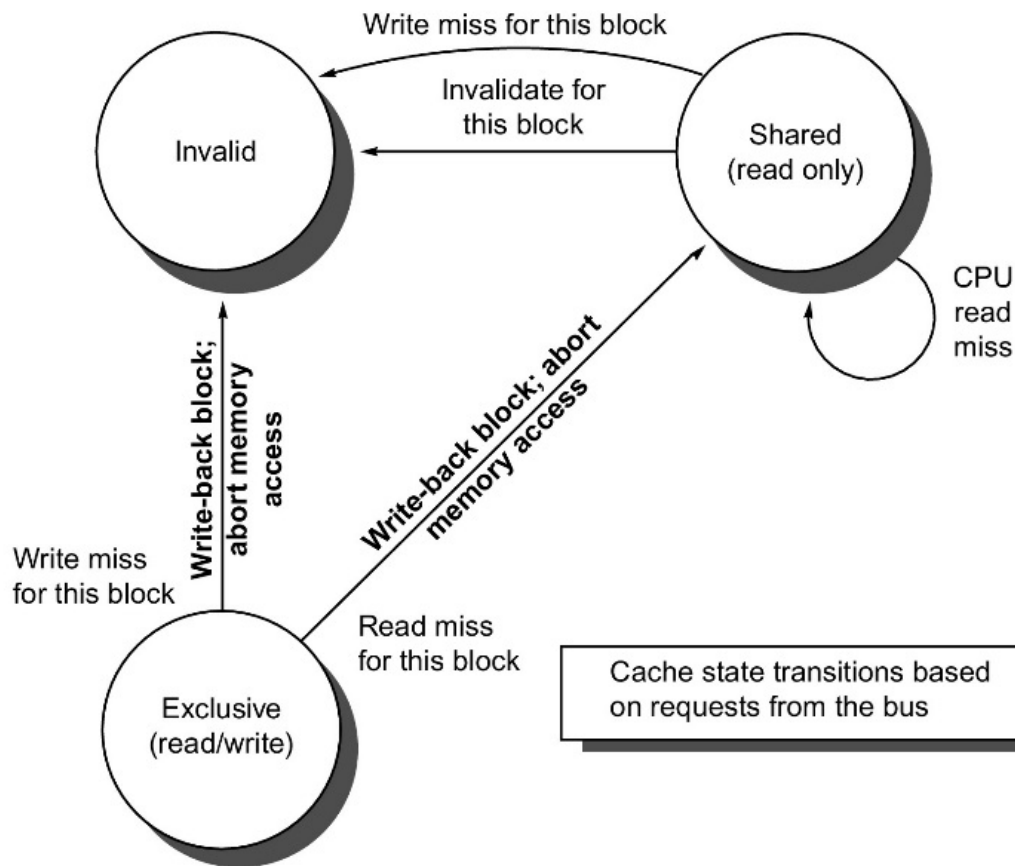 Write miss for this block
Invalidate for
this block
Invalid
Shared
(read only)
CPU
read
miss
Write-back block;
abort memory
access
Write-back block; abort
memory access
Write miss
for this block
Read miss
for this block
Exclusive
(read/write)
Cache state transitions based
on requests from the bus